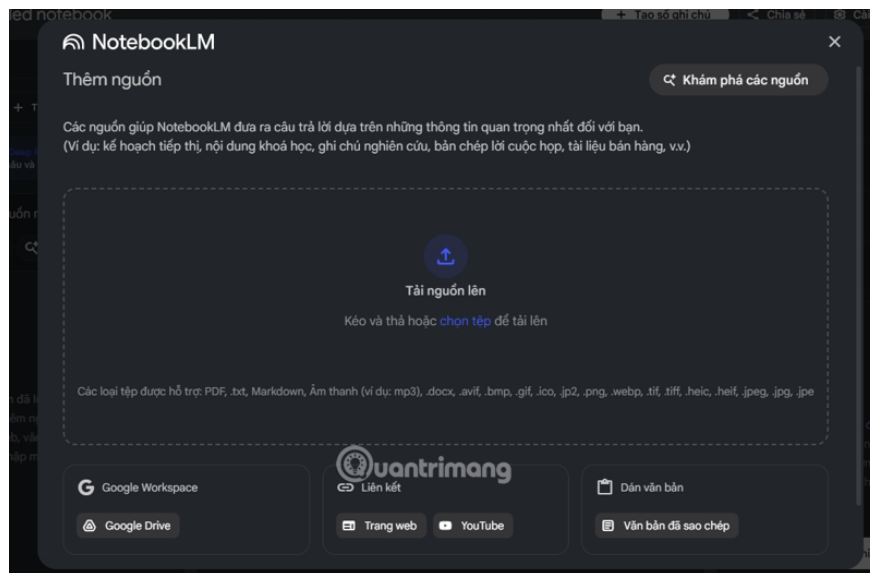 ied notebook
+ Tạo sổ ghi chú
Chia sẻ
NotebookLM
Thêm nguồn
Khám phá các nguồn
Các nguồn giúp NotebookLM đưa ra câu trả lời dựa trên những thông tin quan trọng nhất đối với bạn.
(Ví dụ: kế hoạch tiếp thị, nội dung khoá học, ghi chú nghiên cứu, bản chép lời cuộc họp, tài liệu bán hàng, v.v.)
Tải nguồn lên
Kéo và thả hoặc chọn tệp để tải lên
Các loại tệp được hỗ trợ: PDF, .txt, Markdown, Âm thanh (ví dụ: mp3), .docx, .avif, .bmp, .gif, .ico, .jp2, .png, .webp, .tif, .tiff, .heic, .heif, .jpeg, .jpg, .jpe
Quantrimang
Google Workspace
Liên kết
Dán văn bản
Google Drive
Trang web
YouTube
Văn bản đã sao chép